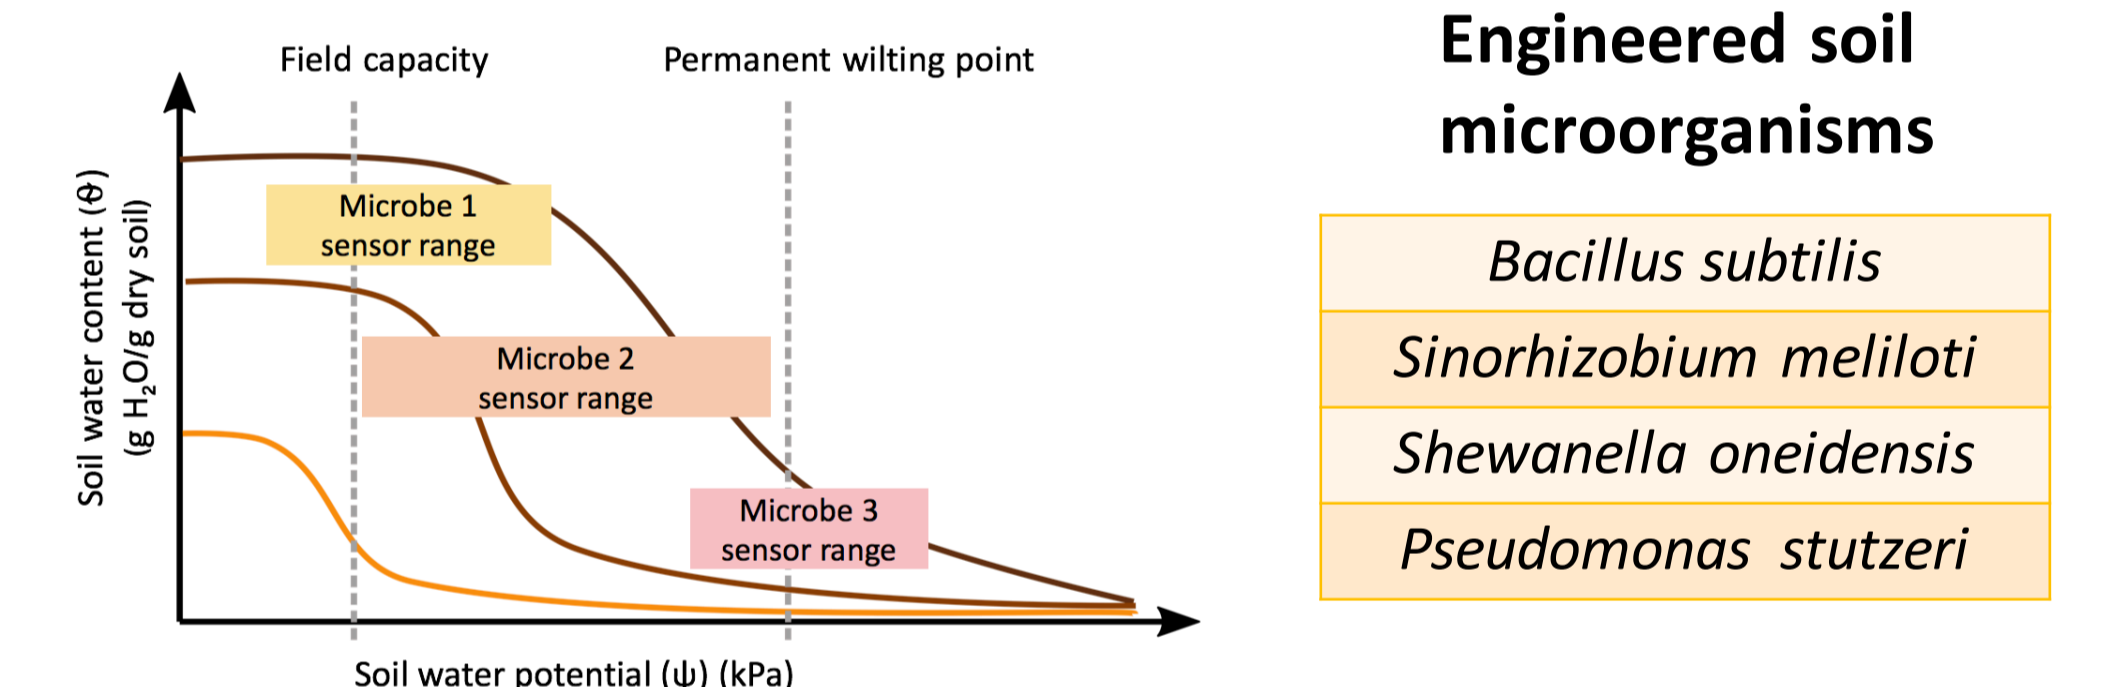 Field capacity
Permanent wilting point
Soil water content (θ)
(g H₂O/g dry soil)
Microbe 1
sensor range
Microbe 2
sensor range
Microbe 3
sensor range
Soil water potential (ψ) (kPa)
Engineered soil
microorganisms
Bacillus subtilis
Sinorhizobium meliloti
Shewanella oneidensis
Pseudomonas stutzeri